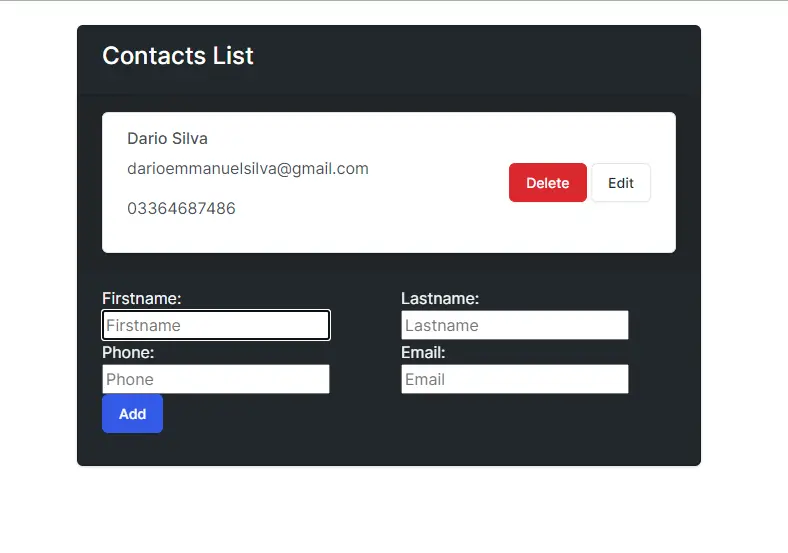 Contacts List
Dario Silva
darioemmanuelsilva@gmail.com
Delete Edit
03364687486
Firstname: Lastname:
Firstname Lastname
Phone: Email:
Phone Email
Add